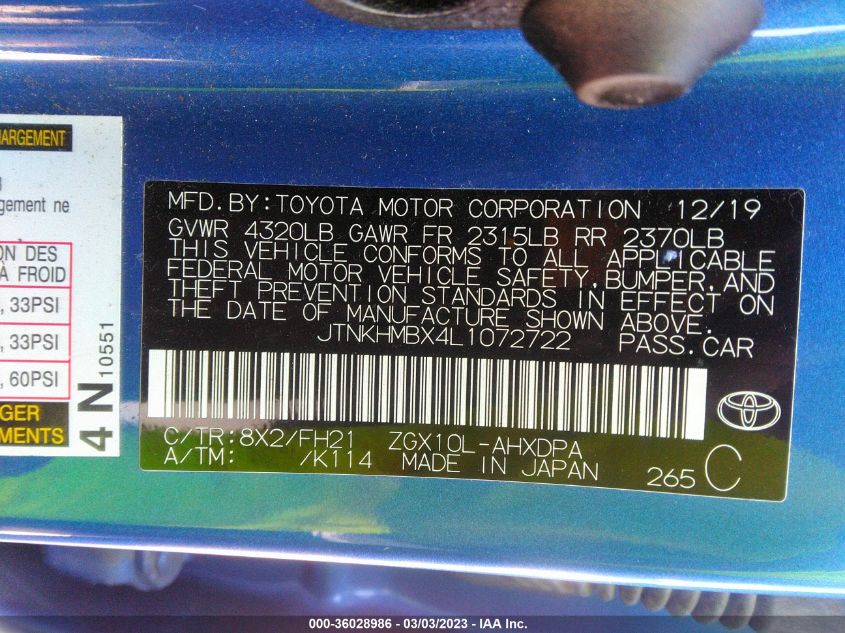 HARGEMENT
gement ne
ON DES
À FROID
, 33PSI
, 33PSI
, 60PSI
GER
MENTS
4N 10551
MFD.BY:TOYOTA MOTOR CORPORATION 12/19
GVWR 4320LB GAWR FR 2315LB RR 2370LB
THIS VEHICLE CONFORMS TO ALL APPLICABLE
FEDERAL MOTOR VEHICLE SAFETY,BUMPER,AND
THEFT PREVENTION STANDARDS IN EFFECT ON
THE DATE OF MANUFACTURE SHOWN ABOVE.
JTNKHMBX4L1072722 PASS.CAR
C/TR:8X2/FH21 ZGX10L-AHXDPA
A/TM: /K114 MADE IN JAPAN 265 C
000-36028986 - 03/03/2023 - © IAA Inc.